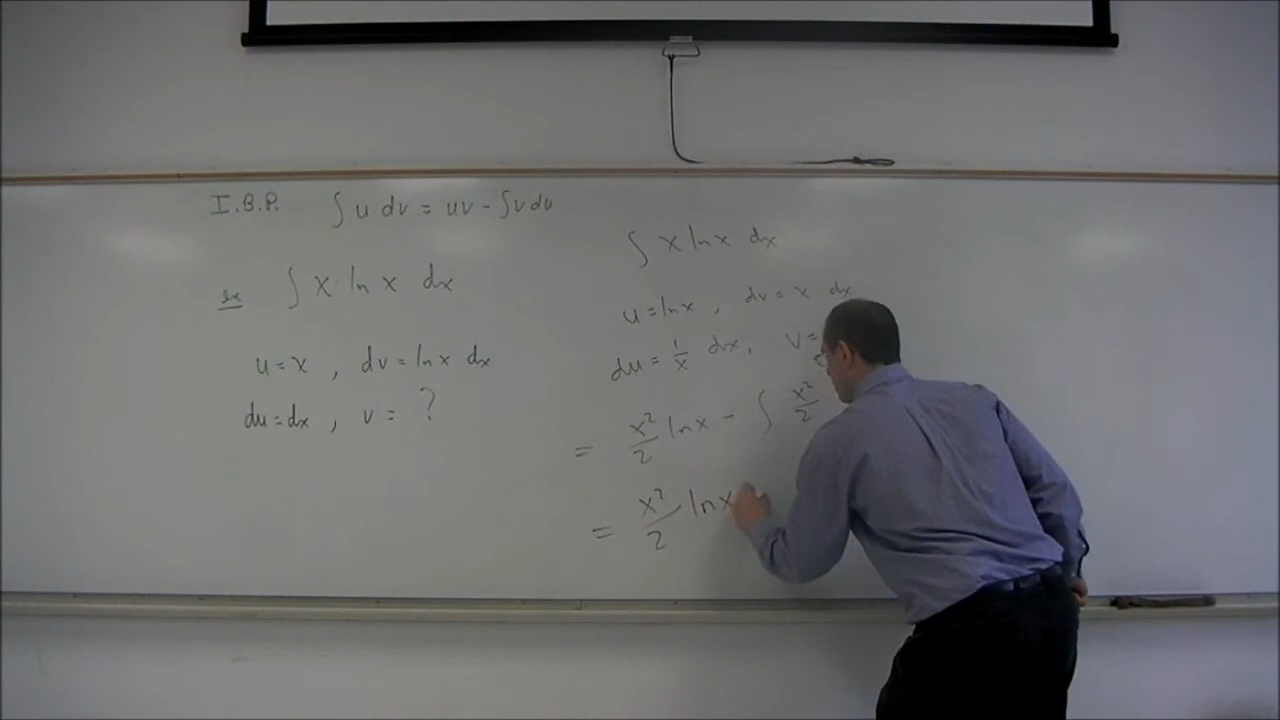 I.B.P. ∫ u dv = uv - ∫ v du
ex ∫ x · ln x dx
u = x , dv = ln x dx
du = dx , v = ?
∫ x ln x dx
u = ln x , dv = x dx
du = 1/x dx, v =
= x²/2 ln x - ∫ x²/2
= x²/2 ln x